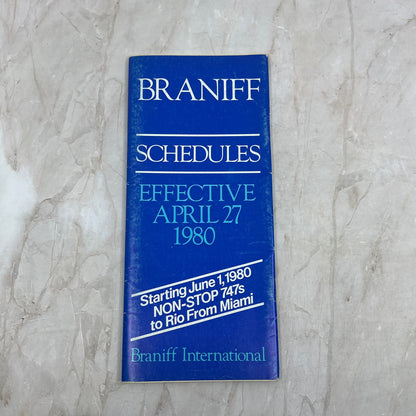 BRANIFF
SCHEDULES
EFFECTIVE
APRIL 27
1980
Starting June 1, 1980
NON-STOP 747s
to Rio From Miami
Braniff International